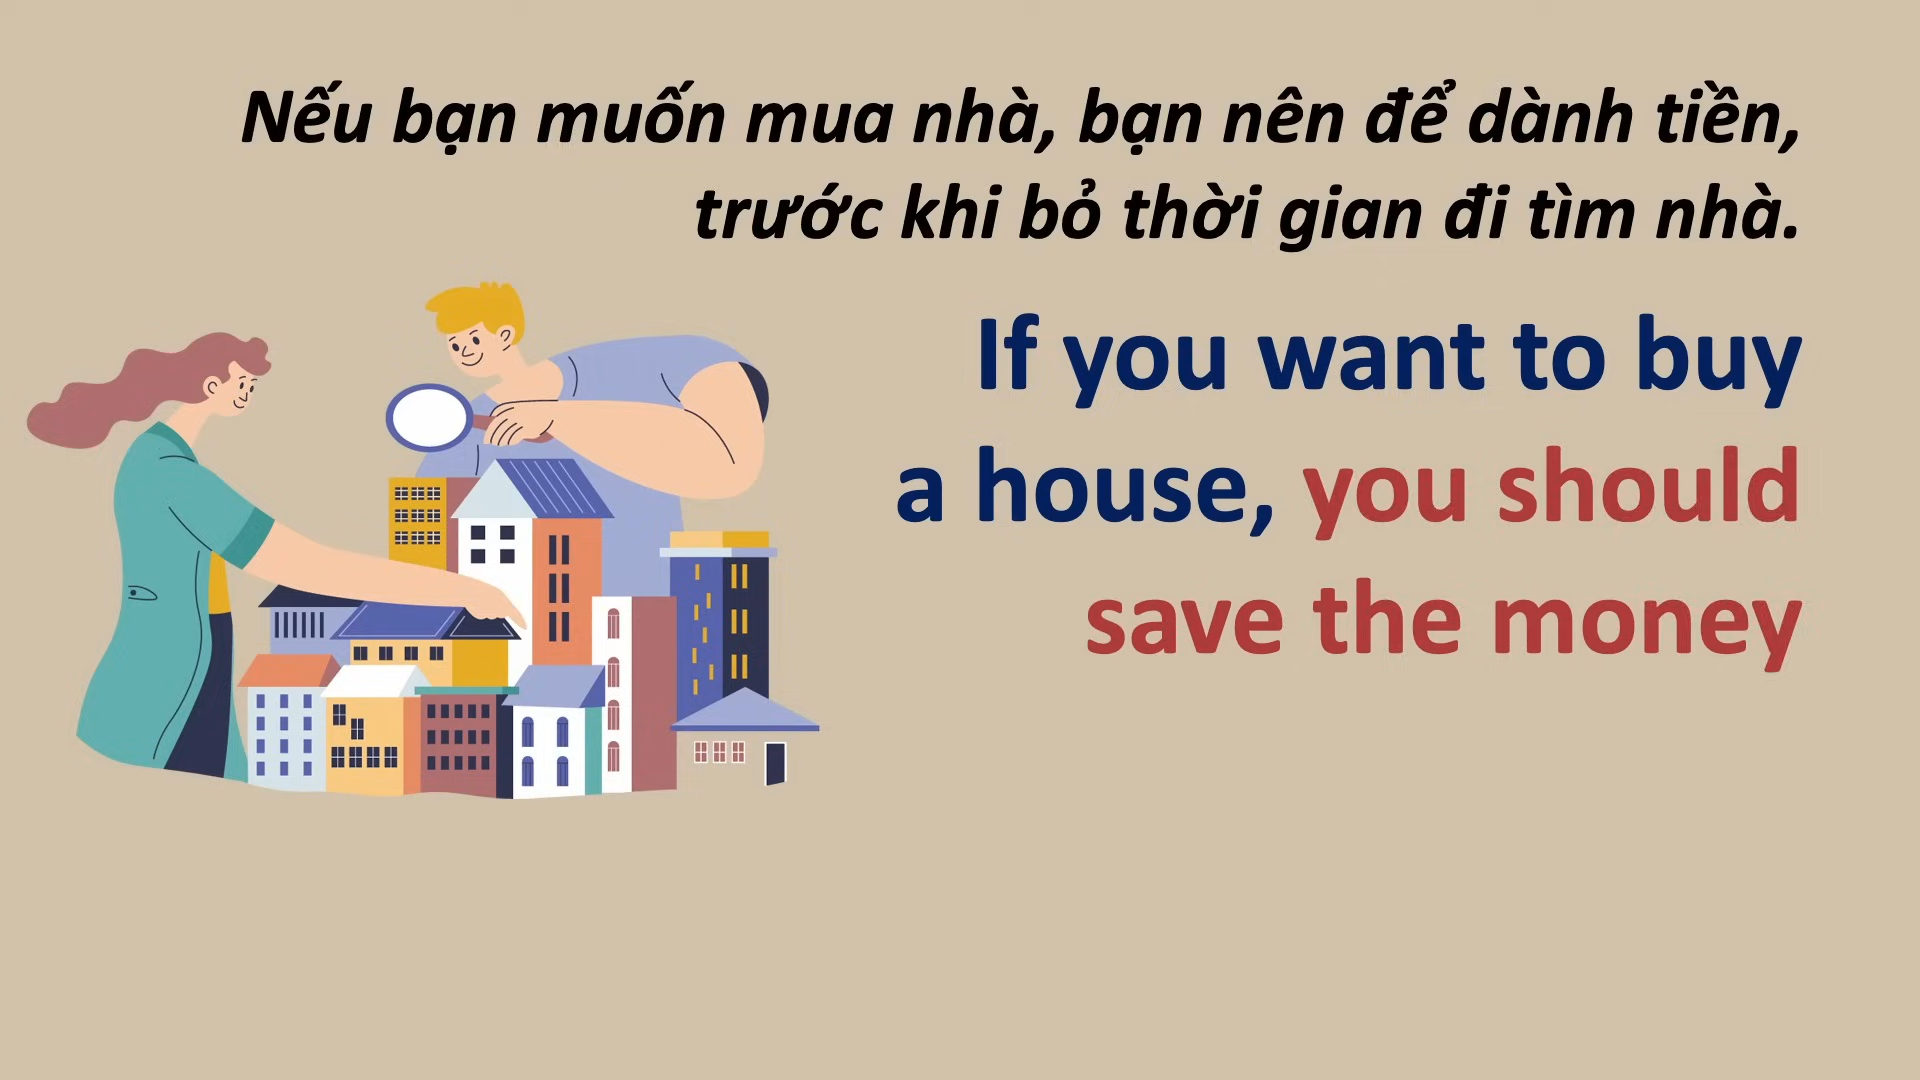 Nếu bạn muốn mua nhà, bạn nên để dành tiền,
trước khi bỏ thời gian đi tìm nhà.
If you want to buy
a house, you should
save the money